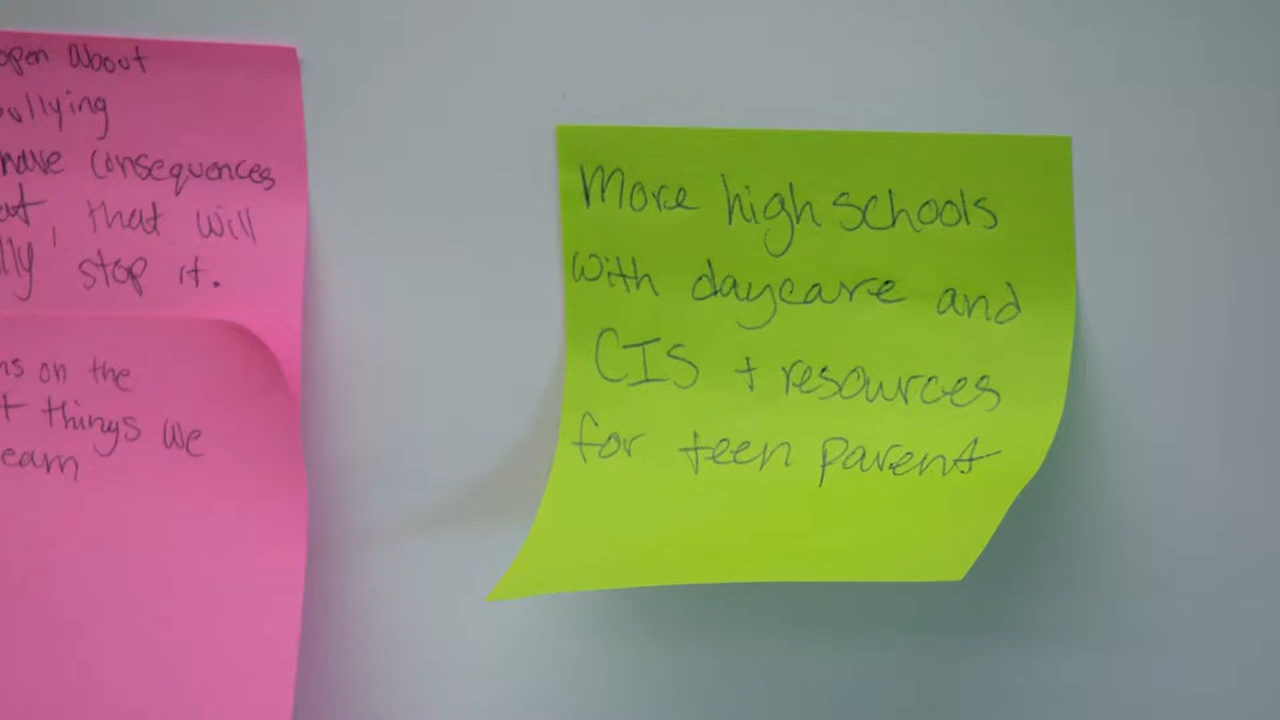 open About
bullying
have consequences
that will
stop it.
on the
things we
More high schools
with daycare and
CIS + resources
for teen parent